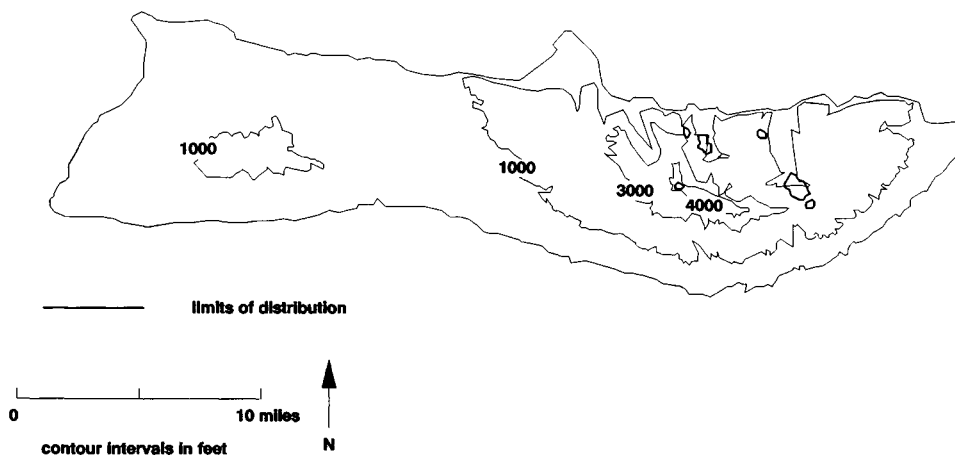 1000
1000
3000
4000
limits of distribution
0
10 miles
N
contour intervals in feet